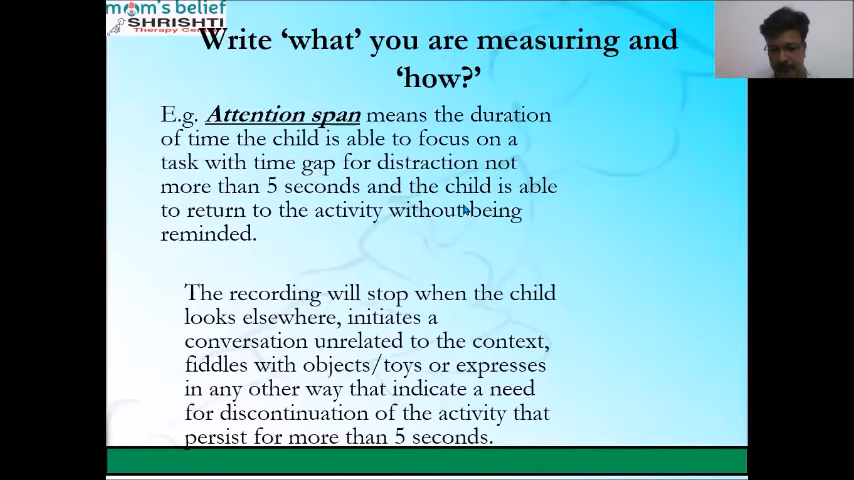 mom's belief
SHRISHTI
Write ‘what’ you are measuring and
‘how?’
E.g. Attention span means the duration
of time the child is able to focus on a
task with time gap for distraction not
more than 5 seconds and the child is able
to return to the activity without being
reminded.
The recording will stop when the child
looks elsewhere, initiates a
conversation unrelated to the context,
fiddles with objects/toys or expresses
in any other way that indicate a need
for discontinuation of the activity that
persist for more than 5 seconds.